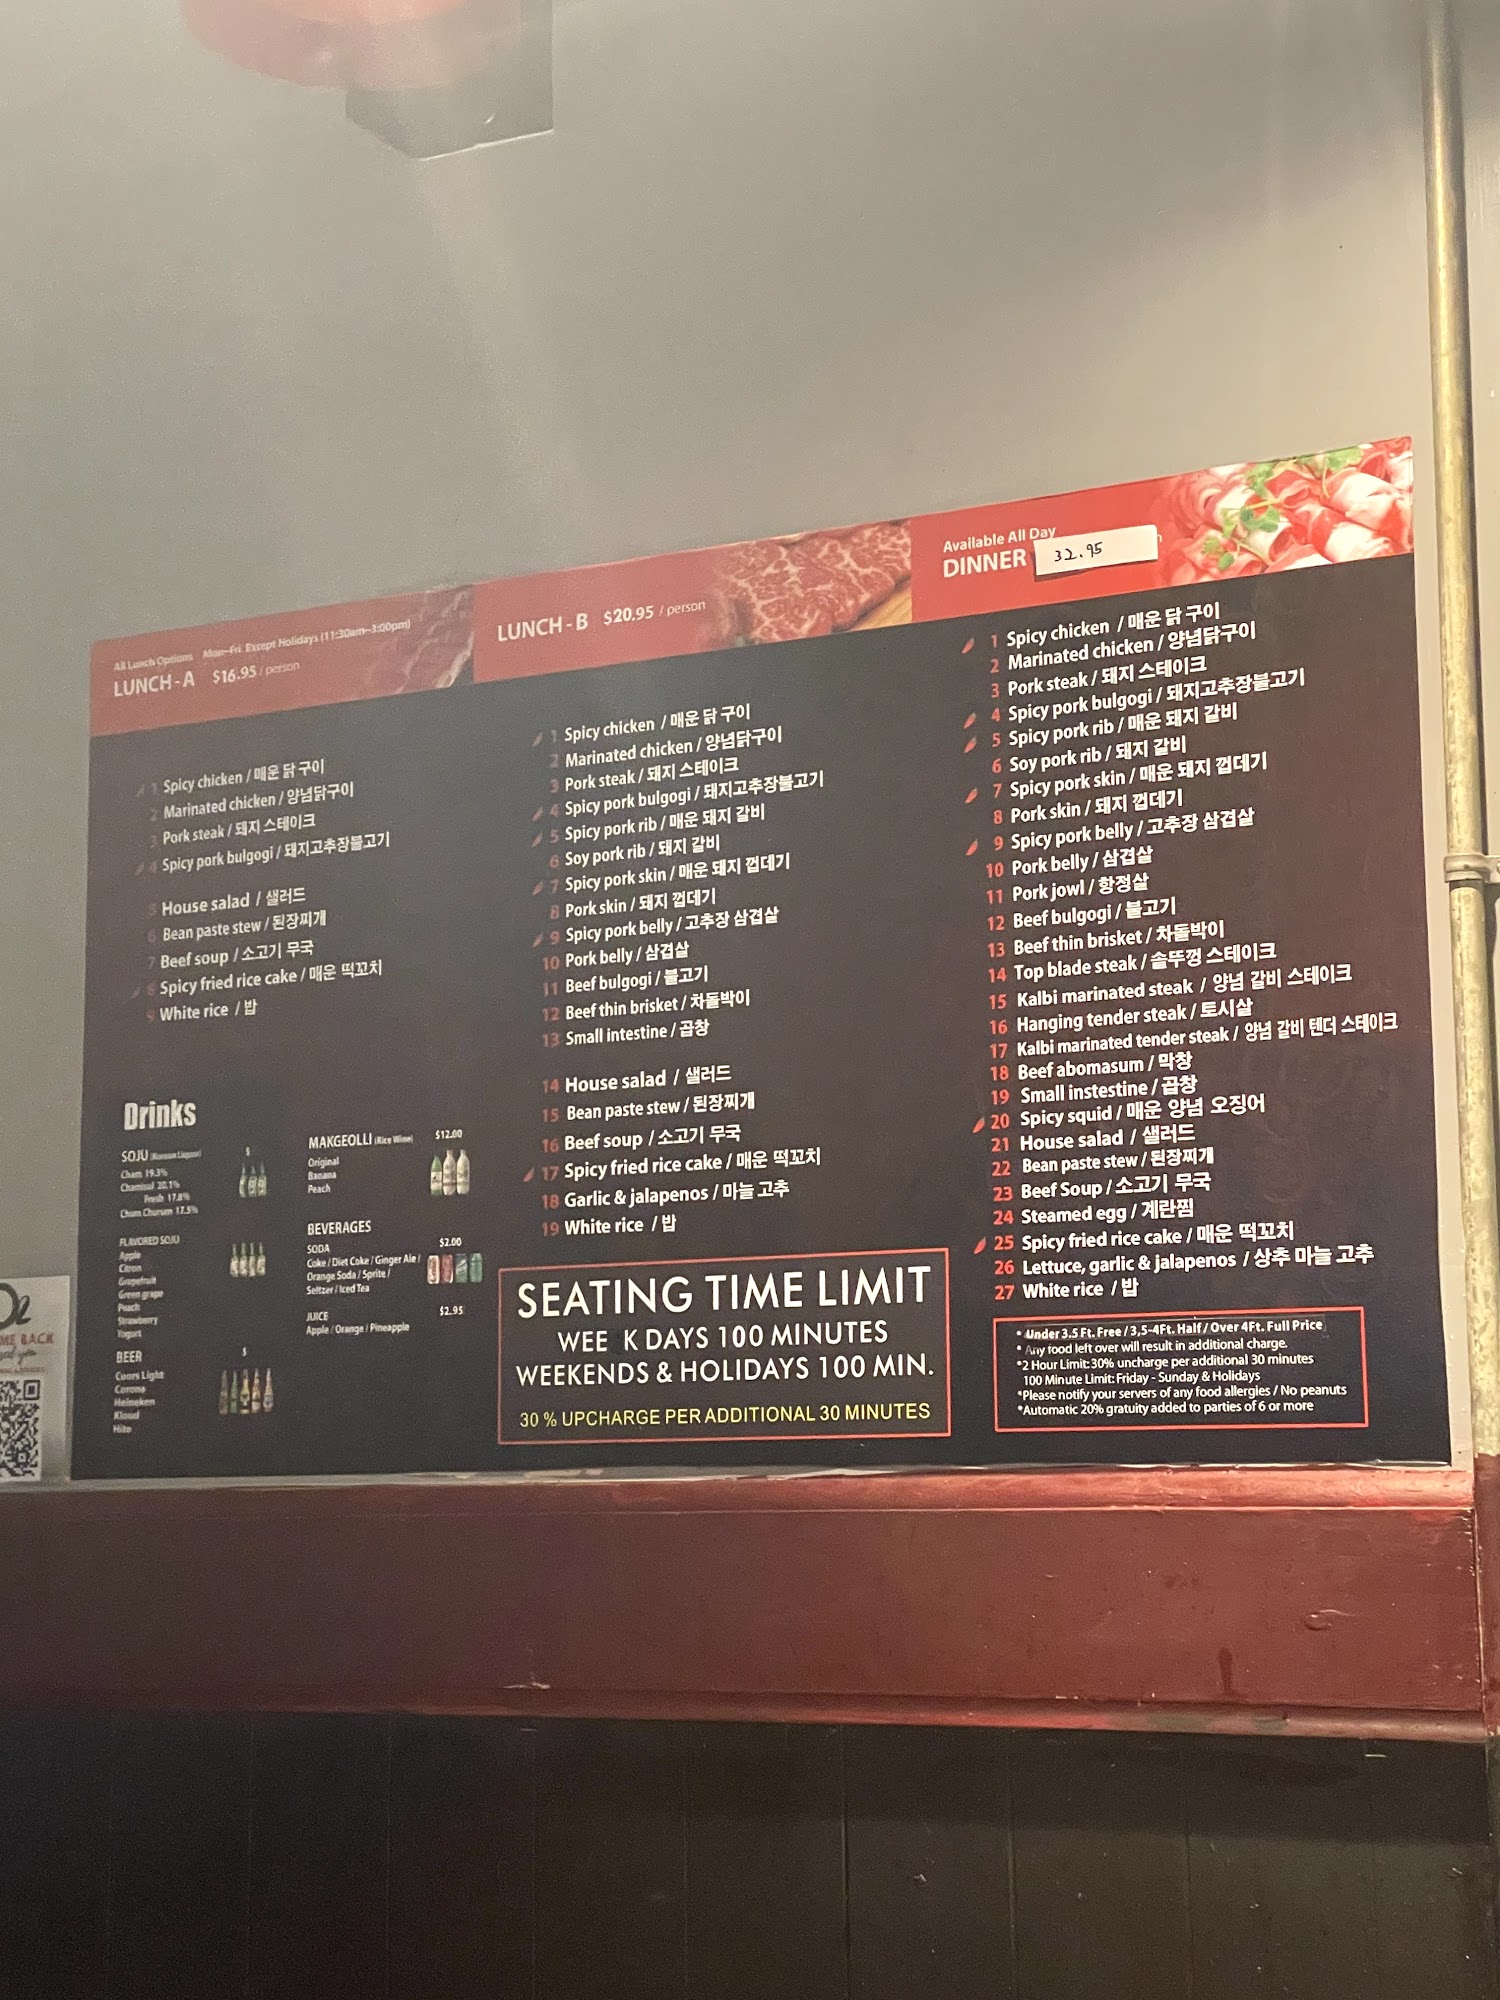 All Lunch Options Mon-Fri Except Holidays (11:30am-3:00pm)
LUNCH - A $16.95 / person
1 Spicy chicken / 매운 닭 구이
2 Marinated chicken / 양념닭구이
3 Pork steak / 돼지 스테이크
4 Spicy pork bulgogi / 돼지고추장불고기
5 House salad / 샐러드
6 Bean paste stew / 된장찌개
7 Beef soup / 소고기 무국
8 Spicy fried rice cake / 매운 떡꼬치
9 White rice / 밥
Drinks
SOJU (Korean Liquor) $
Cham 19.3%
Chamisul 20.1%
Fresh 17.8%
Chum Churum 17.5%
FLAVORED SOJU
Apple
Citron
Grapefruit
Green grape
Peach
Strawberry
Yogurt
BEER $
Coors Light
Corona
Heineken
Kloud
Hite
MAKGEOLLI (Rice Wine) $12.00
Original
Banana
Peach
BEVERAGES
SODA $2.00
Coke / Diet Coke / Ginger Ale /
Orange Soda / Sprite /
Seltzer / Iced Tea
JUICE $2.95
Apple / Orange / Pineapple
LUNCH - B $20.95 / person
1 Spicy chicken / 매운 닭 구이
2 Marinated chicken / 양념닭구이
3 Pork steak / 돼지 스테이크
4 Spicy pork bulgogi / 돼지고추장불고기
5 Spicy pork rib / 매운 돼지 갈비
6 Soy pork rib / 돼지 갈비
7 Spicy pork skin / 매운 돼지 껍데기
8 Pork skin / 돼지 껍데기
9 Spicy pork belly / 고추장 삼겹살
10 Pork belly / 삼겹살
11 Beef bulgogi / 불고기
12 Beef thin brisket / 차돌박이
13 Small intestine / 곱창
14 House salad / 샐러드
15 Bean paste stew / 된장찌개
16 Beef soup / 소고기 무국
17 Spicy fried rice cake / 매운 떡꼬치
18 Garlic & jalapenos / 마늘 고추
19 White rice / 밥
SEATING TIME LIMIT
WEE K DAYS 100 MINUTES
WEEKENDS & HOLIDAYS 100 MIN.
30 % UPCHARGE PER ADDITIONAL 30 MINUTES
Available All Day
DINNER 32.95
1 Spicy chicken / 매운 닭 구이
2 Marinated chicken / 양념닭구이
3 Pork steak / 돼지 스테이크
4 Spicy pork bulgogi / 돼지고추장불고기
5 Spicy pork rib / 매운 돼지 갈비
6 Soy pork rib / 돼지 갈비
7 Spicy pork skin / 매운 돼지 껍데기
8 Pork skin / 돼지 껍데기
9 Spicy pork belly / 고추장 삼겹살
10 Pork belly / 삼겹살
11 Pork jowl / 항정살
12 Beef bulgogi / 불고기
13 Beef thin brisket / 차돌박이
14 Top blade steak / 솔뚜껑 스테이크
15 Kalbi marinated steak / 양념 갈비 스테이크
16 Hanging tender steak / 토시살
17 Kalbi marinated tender steak / 양념 갈비 텐더 스테이크
18 Beef abomasum / 막창
19 Small instestine / 곱창
20 Spicy squid / 매운 양념 오징어
21 House salad / 샐러드
22 Bean paste stew / 된장찌개
23 Beef Soup / 소고기 무국
24 Steamed egg / 계란찜
25 Spicy fried rice cake / 매운 떡꼬치
26 Lettuce, garlic & jalapenos / 상추 마늘 고추
27 White rice / 밥
* Under 3.5 Ft. Free / 3,5-4Ft. Half / Over 4Ft. Full Price
* Any food left over will result in additional charge.
*2 Hour Limit: 30% uncharge per additional 30 minutes
100 Minute Limit: Friday - Sunday & Holidays
*Please notify your servers of any food allergies / No peanuts
*Automatic 20% gratuity added to parties of 6 or more
ME BACK